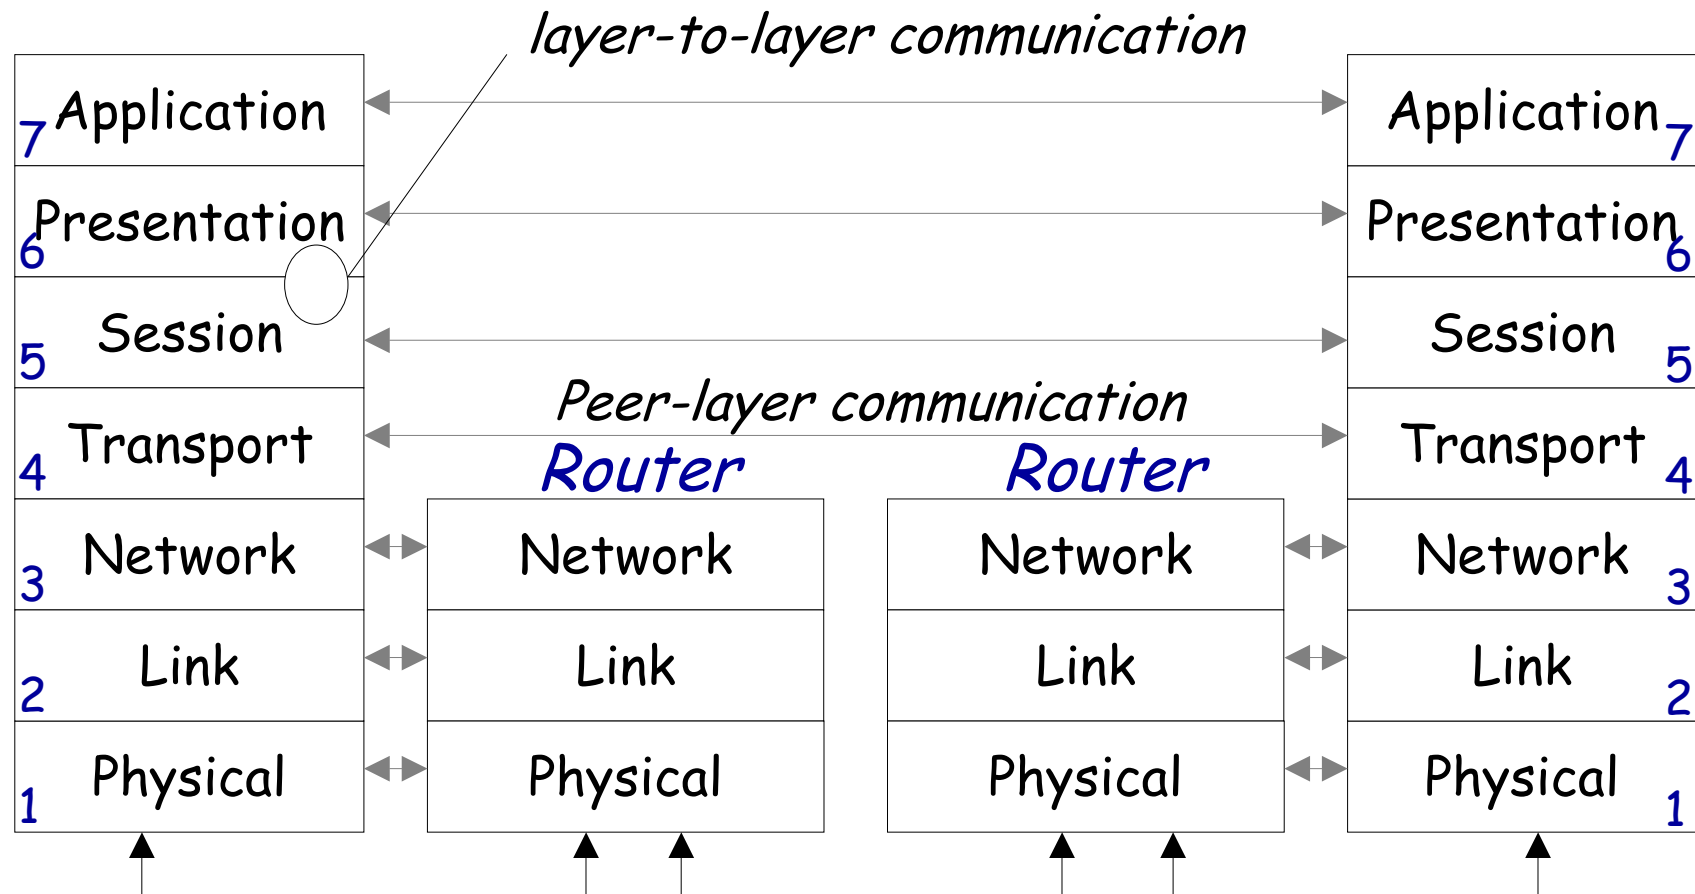 layer-to-layer communication
Application
7
Application
7
Presentation
6
Presentation
6
Session
5
Session
5
Peer-layer communication
Transport
4
Router
Router
Transport
4
Network
3
Network
Network
Network
3
Link
2
Link
Link
Link
2
Physical
1
Physical
Physical
Physical
1